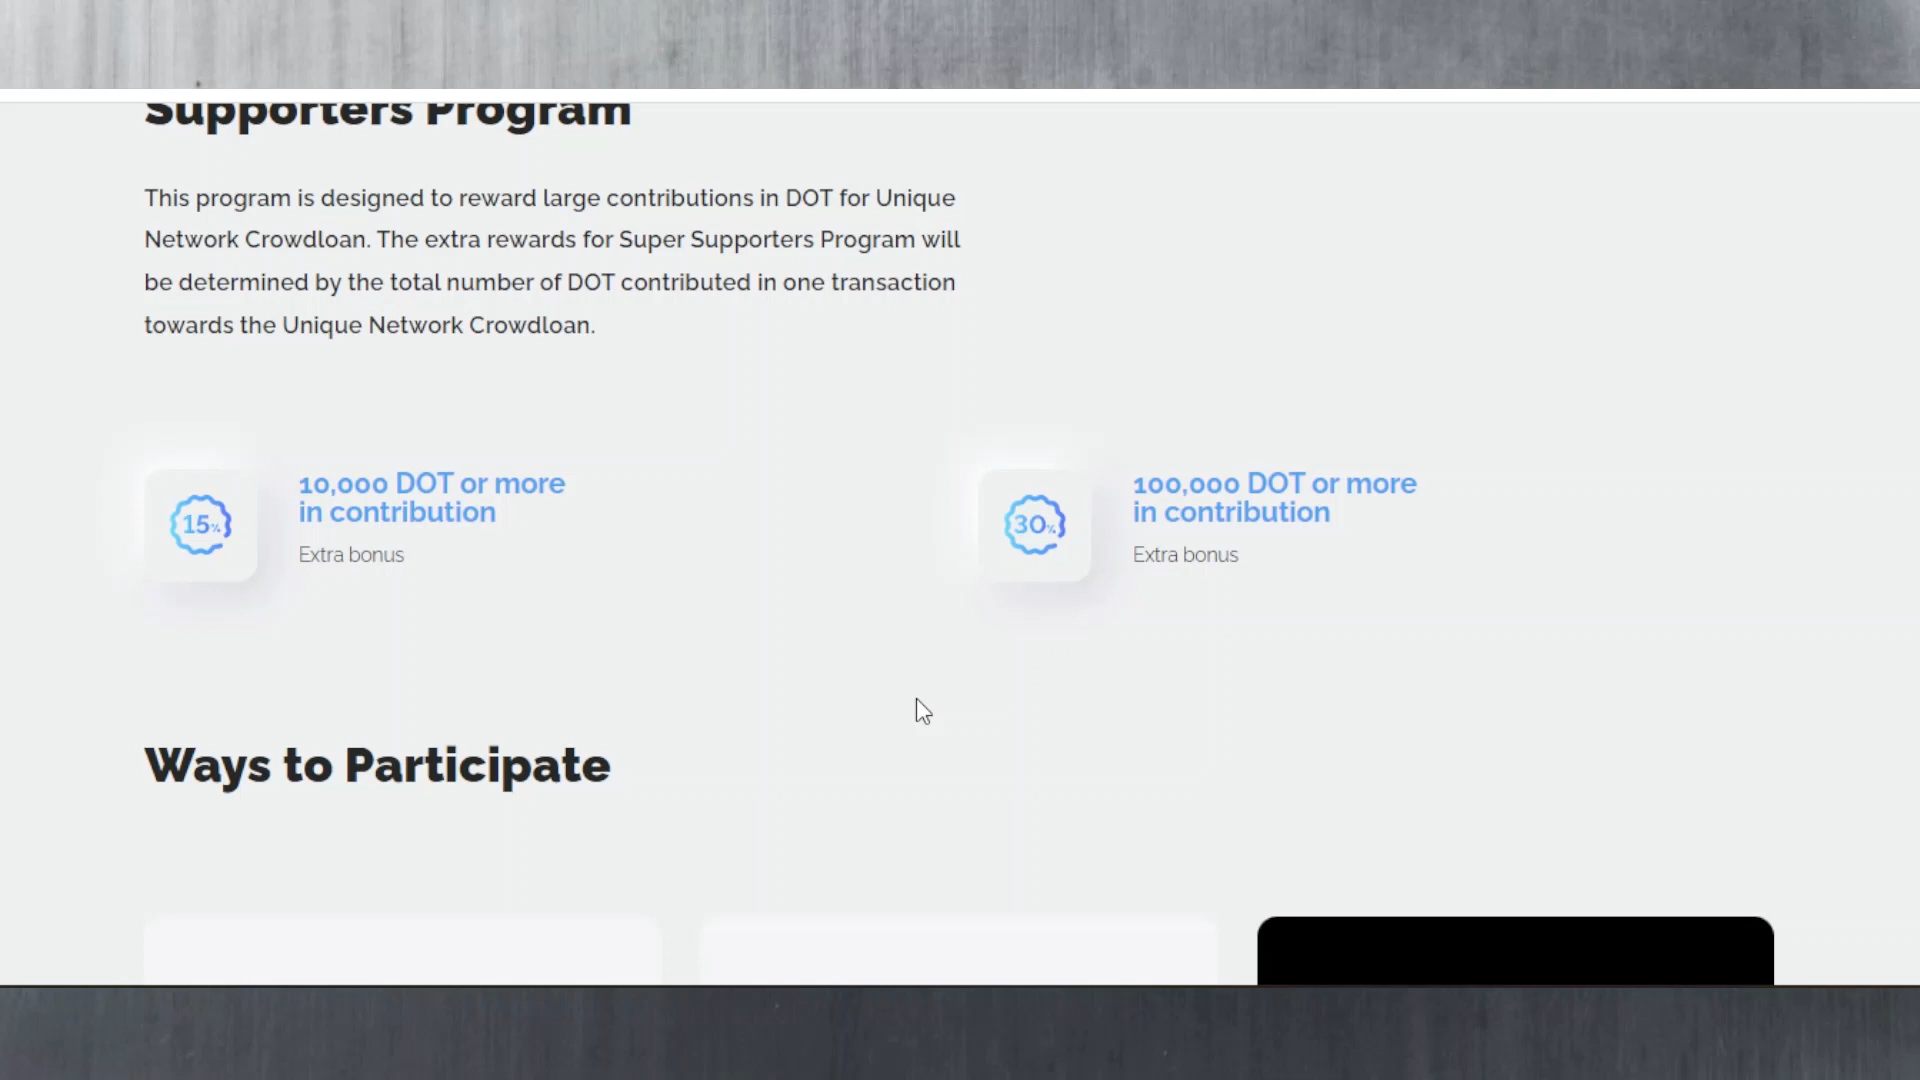 Supporters Program
This program is designed to reward large contributions in DOT for Unique
Network Crowdloan. The extra rewards for Super Supporters Program will
be determined by the total number of DOT contributed in one transaction
towards the Unique Network Crowdloan.
15%
10,000 DOT or more
in contribution
Extra bonus
30%
100,000 DOT or more
in contribution
Extra bonus
Ways to Participate